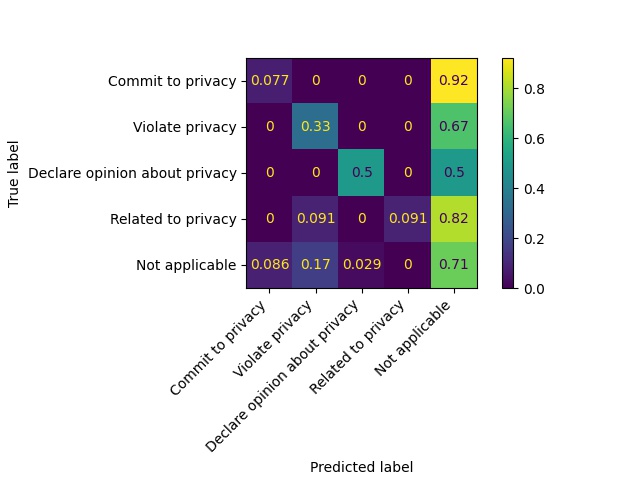 Commit to privacy 0.077 0 0 0 0.92
Violate privacy 0 0.33 0 0 0.67
Declare opinion about privacy 0 0 0.5 0 0.5
Related to privacy 0 0.091 0 0.091 0.82
Not applicable 0.086 0.17 0.029 0 0.71
True label
Commit to privacy
Violate privacy
Declare opinion about privacy
Related to privacy
Not applicable
Predicted label
0.8
0.6
0.4
0.2
0.0